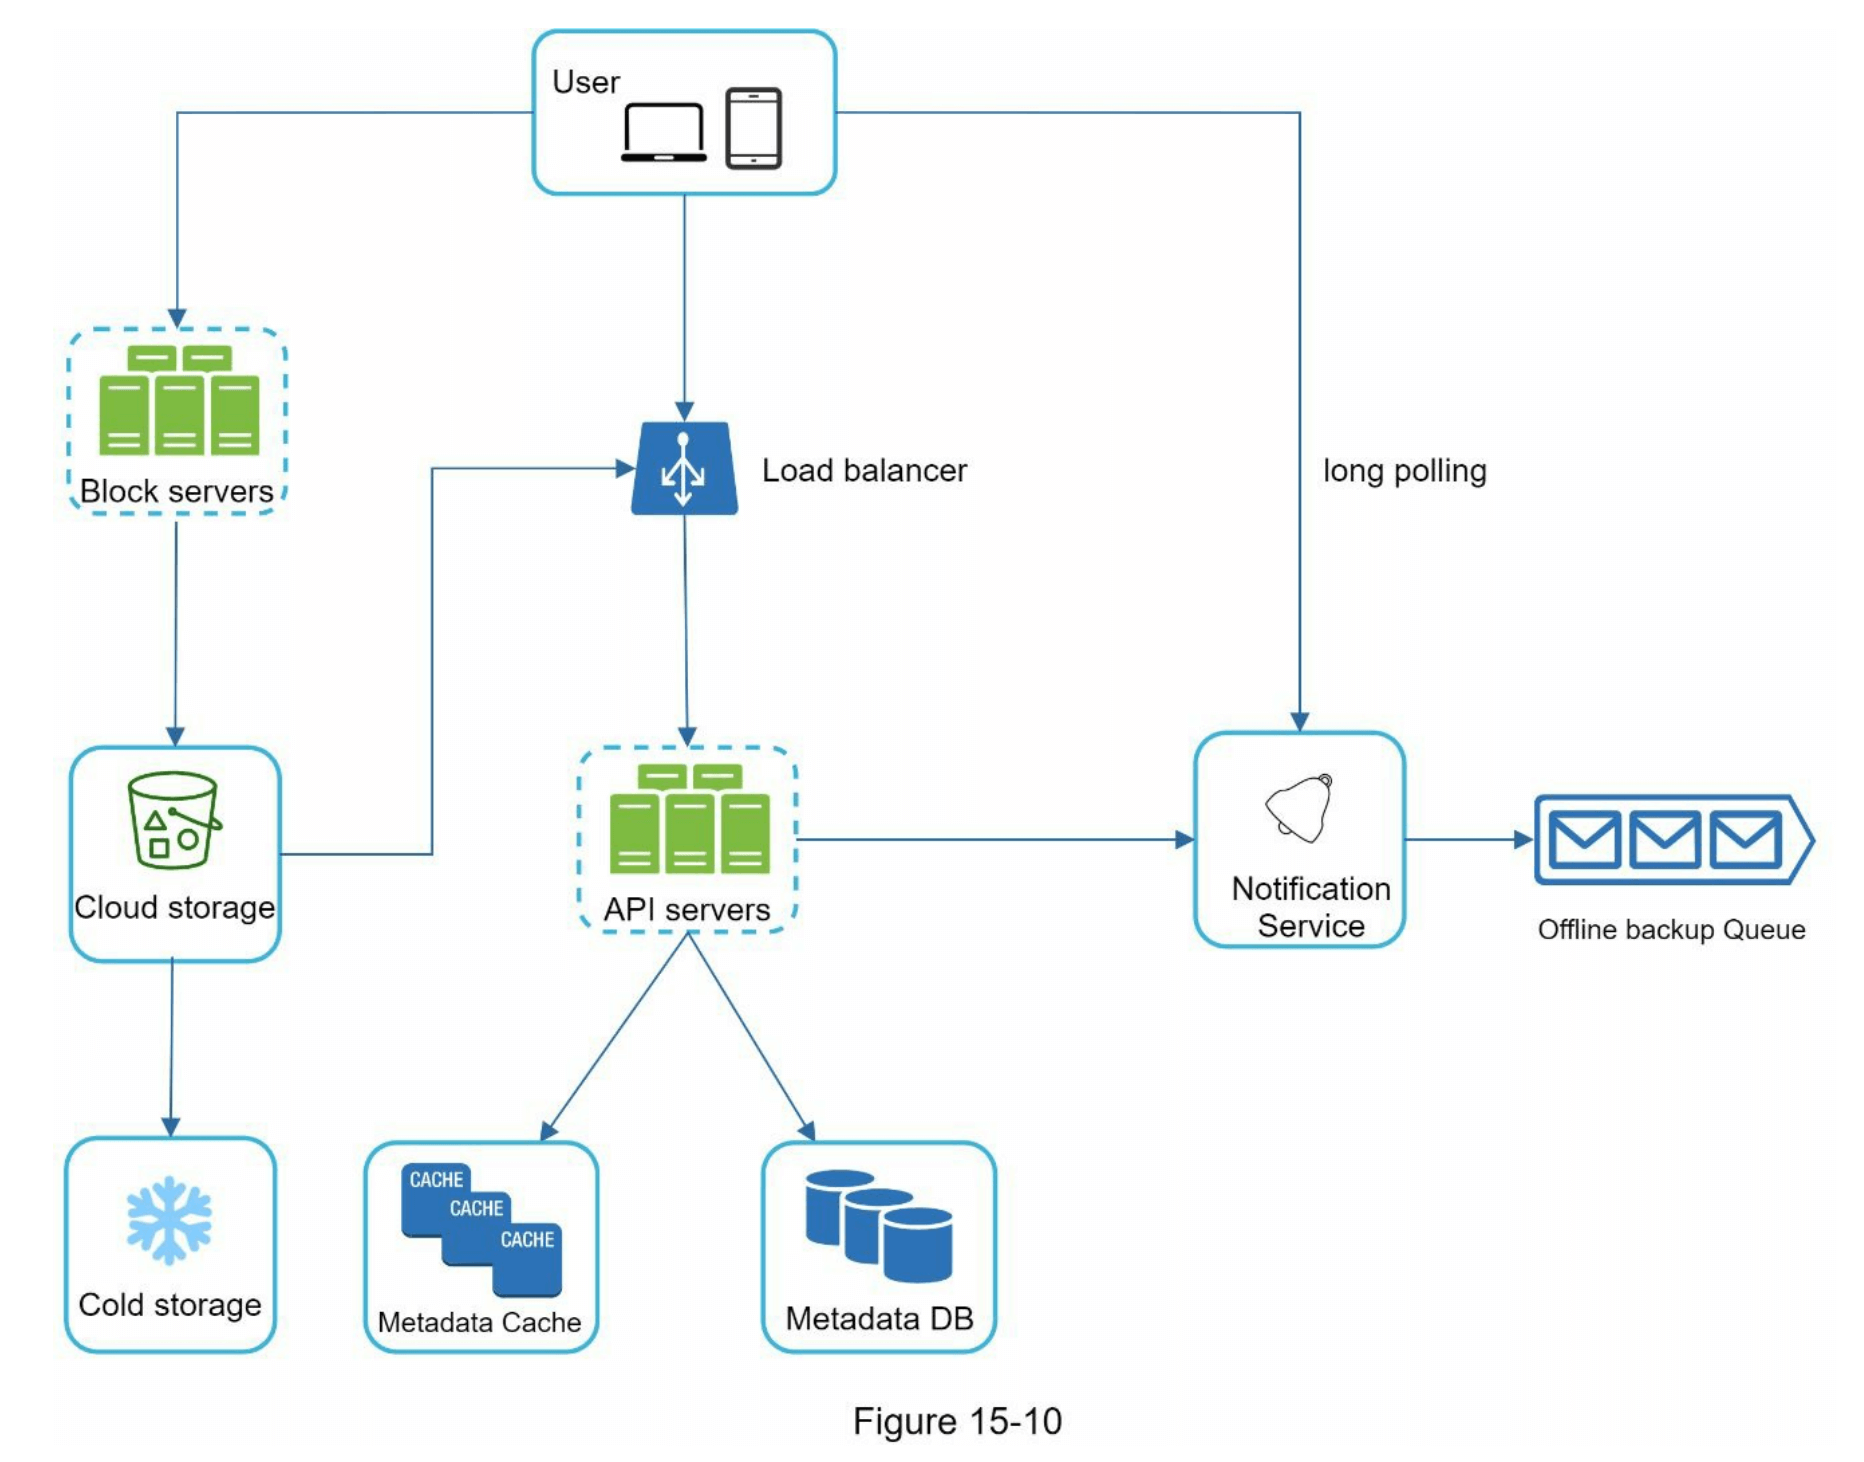 User
Block servers
Load balancer
long polling
Cloud storage
API servers
Notification
Service
Offline backup Queue
Cold storage
CACHE
CACHE
CACHE
Metadata Cache
Metadata DB
Figure 15-10